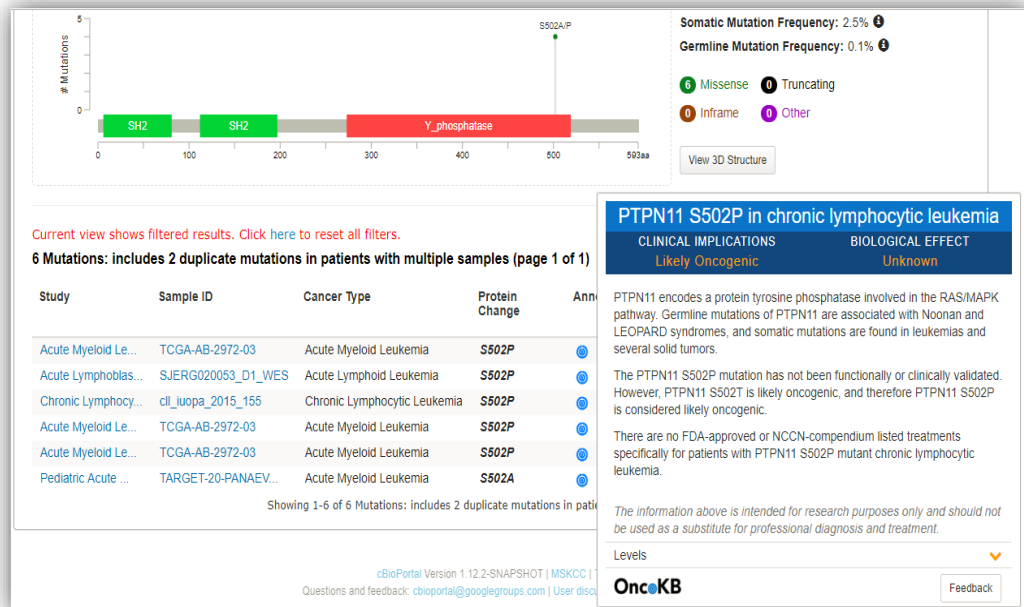 5
# Mutations
0
S502A/P
SH2
SH2
Y_phosphatase
0
100
200
300
400
500
593aa
Somatic Mutation Frequency: 2.5%
Germline Mutation Frequency: 0.1%
6 Missense 0 Truncating
0 Inframe 0 Other
View 3D Structure
Current view shows filtered results. Click here to reset all filters.
6 Mutations: includes 2 duplicate mutations in patients with multiple samples (page 1 of 1)
Study Sample ID Cancer Type Protein Change Ann
Acute Myeloid Le... TCGA-AB-2972-03 Acute Myeloid Leukemia S502P
Acute Lymphoblas... SJERG020053_D1_WES Acute Lymphoid Leukemia S502P
Chronic Lymphocy... cll_iuopa_2015_155 Chronic Lymphocytic Leukemia S502P
Acute Myeloid Le... TCGA-AB-2972-03 Acute Myeloid Leukemia S502P
Acute Myeloid Le... TCGA-AB-2972-03 Acute Myeloid Leukemia S502P
Pediatric Acute ... TARGET-20-PANAEV... Acute Myeloid Leukemia S502A
Showing 1-6 of 6 Mutations: includes 2 duplicate mutations in patie
cBioPortal Version 1.12.2-SNAPSHOT | MSKCC |
Questions and feedback: cbioportal@googlegroups.com | User discu
PTPN11 S502P in chronic lymphocytic leukemia
CLINICAL IMPLICATIONS BIOLOGICAL EFFECT
Likely Oncogenic Unknown
PTPN11 encodes a protein tyrosine phosphatase involved in the RAS/MAPK
pathway. Germline mutations of PTPN11 are associated with Noonan and
LEOPARD syndromes, and somatic mutations are found in leukemias and
several solid tumors.
The PTPN11 S502P mutation has not been functionally or clinically validated.
However, PTPN11 S502T is likely oncogenic, and therefore PTPN11 S502P
is considered likely oncogenic.
There are no FDA-approved or NCCN-compendium listed treatments
specifically for patients with PTPN11 S502P mutant chronic lymphocytic
leukemia.
The information above is intended for research purposes only and should not
be used as a substitute for professional diagnosis and treatment.
Levels
OncoKB
Feedback